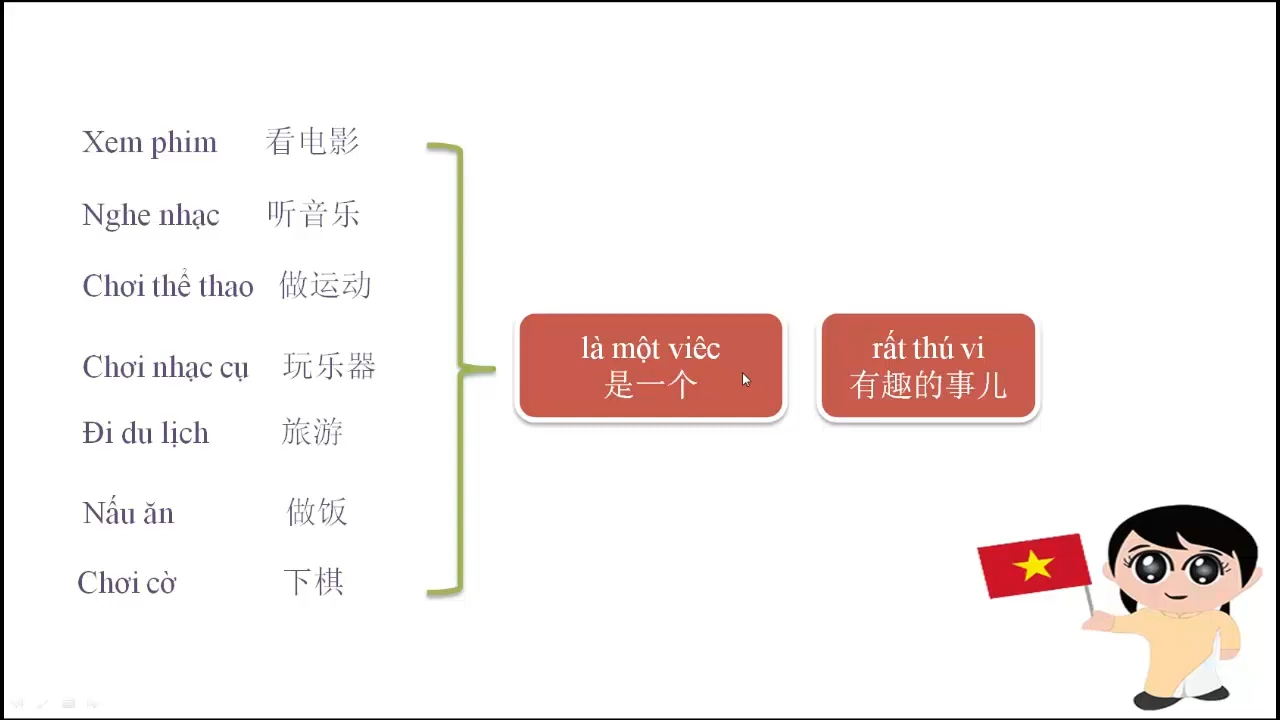 Xem phim 看电影
Nghe nhạc 听音乐
Chơi thể thao 做运动
Chơi nhạc cụ 玩乐器
Đi du lịch 旅游
Nấu ăn 做饭
Chơi cờ 下棋
là một viêc
是一个
rất thú vi
有趣的事儿